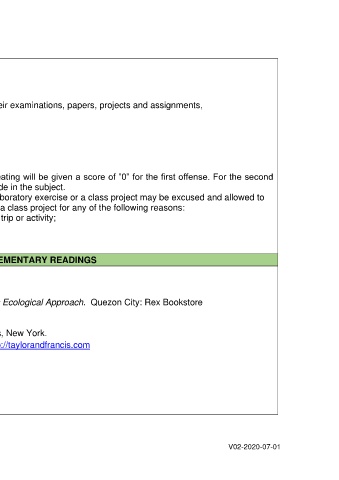 eir examinations, papers, projects and assignments.
ating will be given a score of "0" for the first offense. For the second
de in the subject.
boratory exercise or a class project may be excused and allowed to
a class project for any of the following reasons:
trip or activity;
EMENTARY READINGS
Ecological Approach. Quezon City: Rex Bookstore
s, New York.
://taylorandfrancis.com
V02-2020-07-01